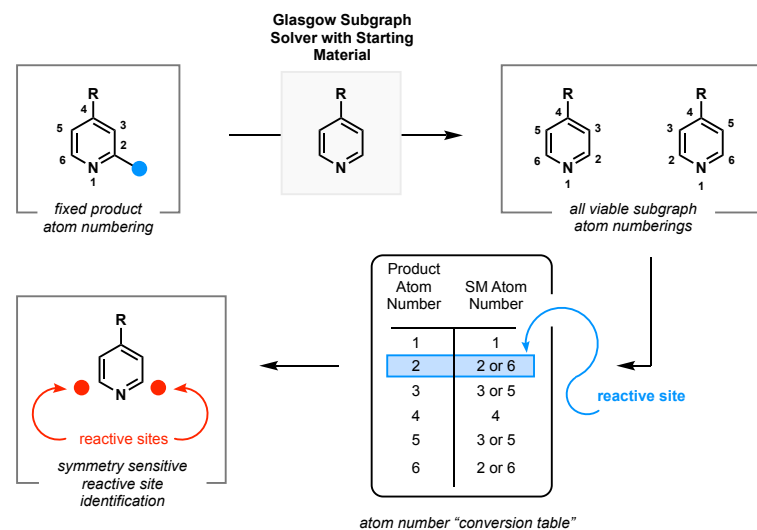 Glasgow Subgraph
Solver with Starting
Material
R
4
5
3
2
6
N
1
fixed product
atom numbering
R
N
R
4
5
3
6
2
N
1
R
4
3
5
2
6
N
1
all viable subgraph
atom numberings
Product
Atom
Number
SM Atom
Number
1
1
2
2 or 6
3
3 or 5
4
4
5
3 or 5
6
2 or 6
reactive site
atom number “conversion table”
R
N
reactive sites
symmetry sensitive
reactive site
identification